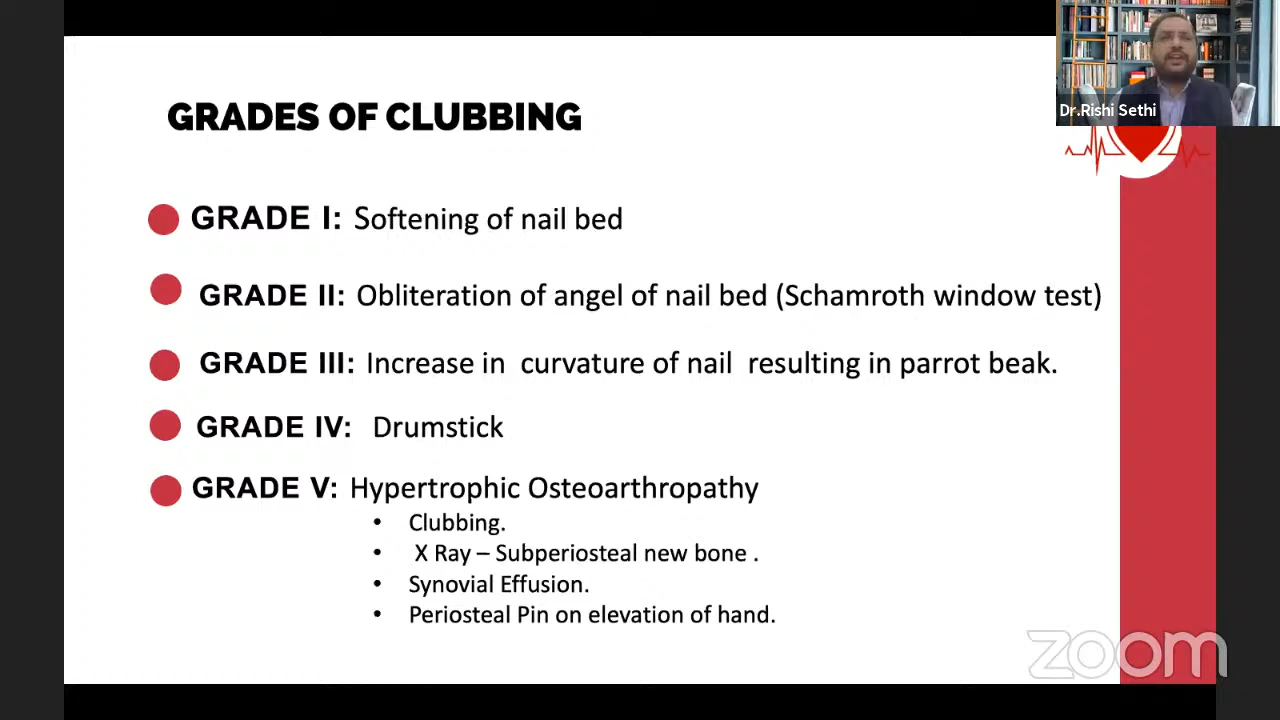 Dr.Rishi Sethi
GRADES OF CLUBBING
GRADE I: Softening of nail bed
GRADE II: Obliteration of angel of nail bed (Schamroth window test)
GRADE III: Increase in curvature of nail resulting in parrot beak.
GRADE IV: Drumstick
GRADE V: Hypertrophic Osteoarthropathy
• Clubbing.
• X Ray – Subperiosteal new bone .
• Synovial Effusion.
• Periosteal Pin on elevation of hand.
zoom